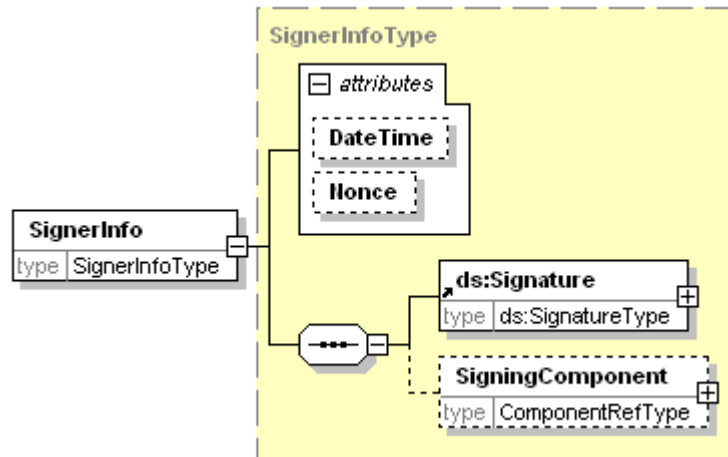 SignerInfoType
attributes
DateTime
Nonce
SignerInfo
type SignerInfoType
ds:Signature
type ds:SignatureType
SigningComponent
type ComponentRefType